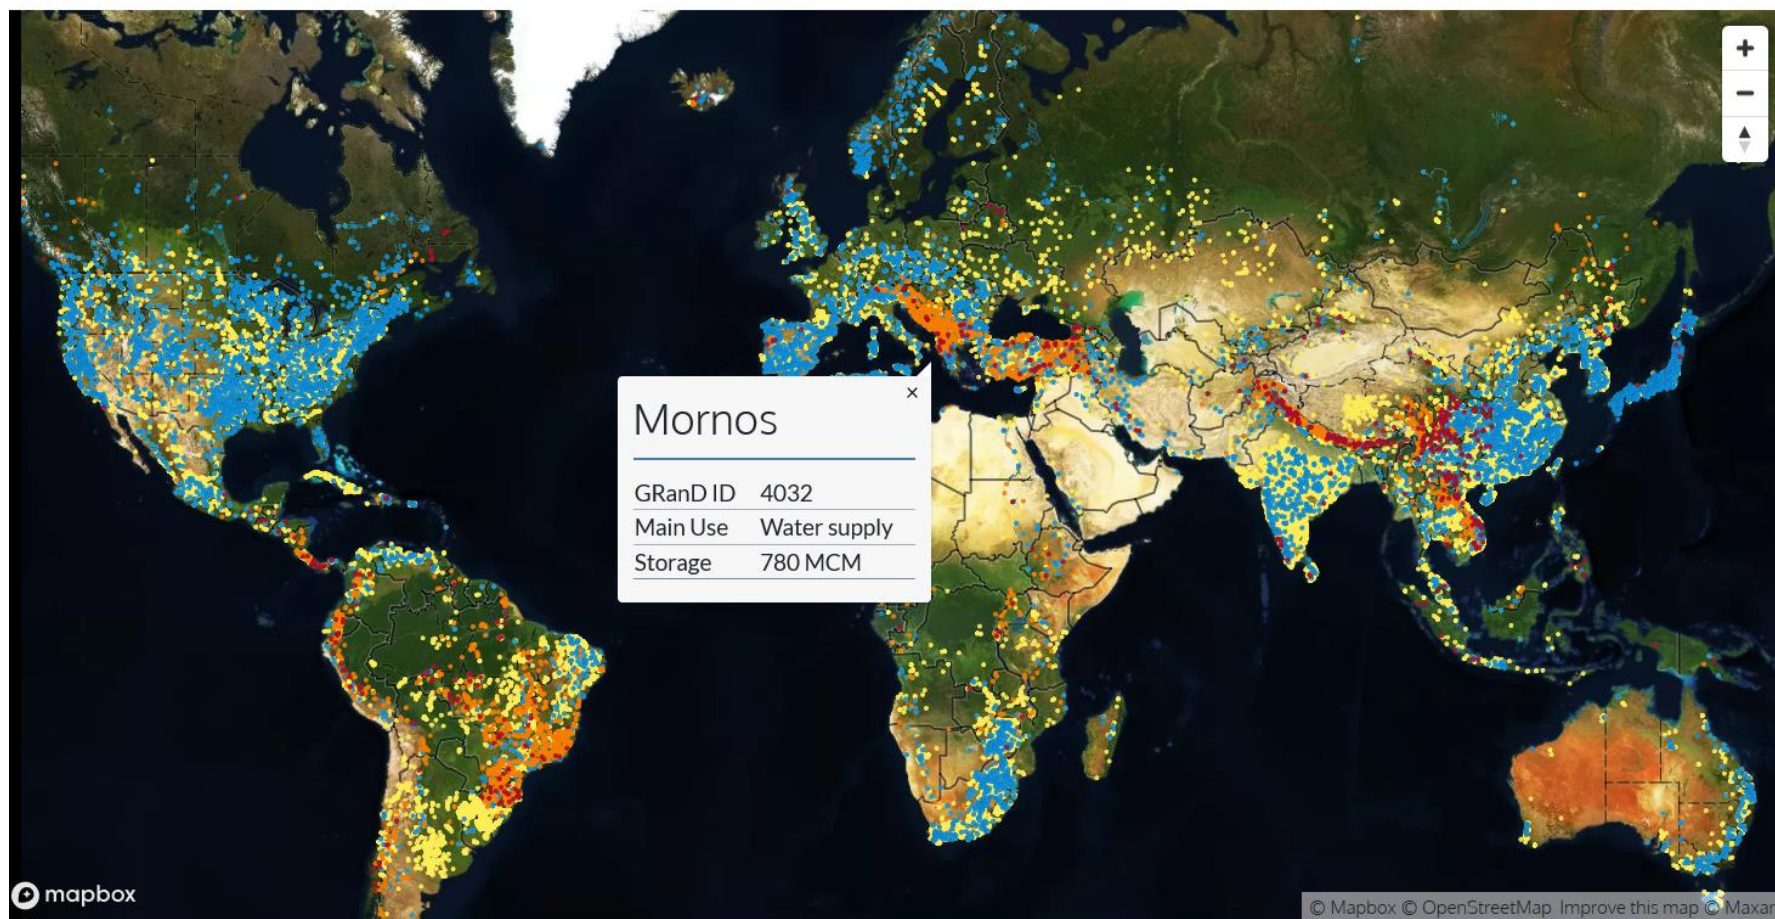 +
−
×
Mornos
GRanD ID 4032
Main Use Water supply
Storage 780 MCM
mapbox
© Mapbox © OpenStreetMap Improve this map © Maxar